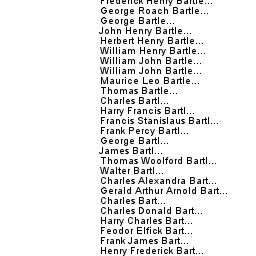 Frederick Henry Bartle...
George Roach Bartle...
George Bartle...
John Henry Bartle...
Herbert Henry Bartle...
William Henry Bartle...
William John Bartle...
William John Bartle...
Maurice Leo Bartle...
Thomas Bartle...
Charles Bartl...
Harry Francis Bartl...
Francis Stanislaus Bartl...
Frank Percy Bartl...
George Bartl...
James Bartl...
Thomas Woolford Bartl...
Walter Bartl...
Charles Alexandra Bart...
Gerald Arthur Arnold Bart...
Charles Bart...
Charles Donald Bart...
Harry Charles Bart...
Feodor Elfick Bart...
Frank James Bart...
Henry Frederick Bart...